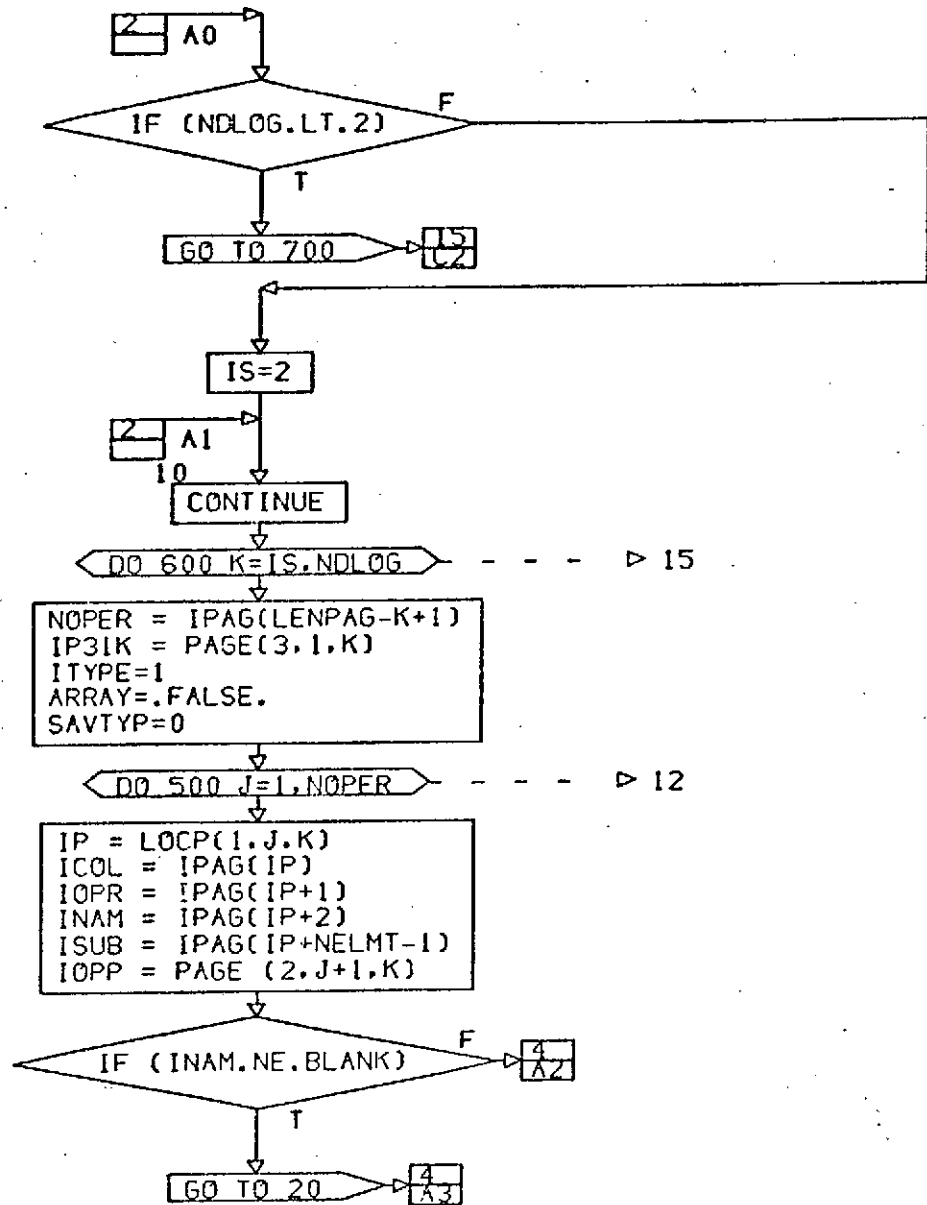 2
A0
IF (NDLOG.LT.2)
F
T
GO TO 700
15
C2
IS=2
2
A1
10
CONTINUE
DO 600 K=IS.NDLOG
15
NOPER = IPAG(LENPAG-K+1)
IP31K = PAGE(3.1.K)
ITYPE=1
ARRAY=.FALSE.
SAVTYP=0
DO 500 J=1.NOPER
12
IP = LOCP(1.J.K)
ICOL = IPAG(IP)
IOPR = IPAG(IP+1)
INAM = IPAG(IP+2)
ISUB = IPAG(IP+NELMT-1)
IOPP = PAGE (2.J+1.K)
IF (INAM.NE.BLANK)
F
4
A2
T
GO TO 20
4
A3